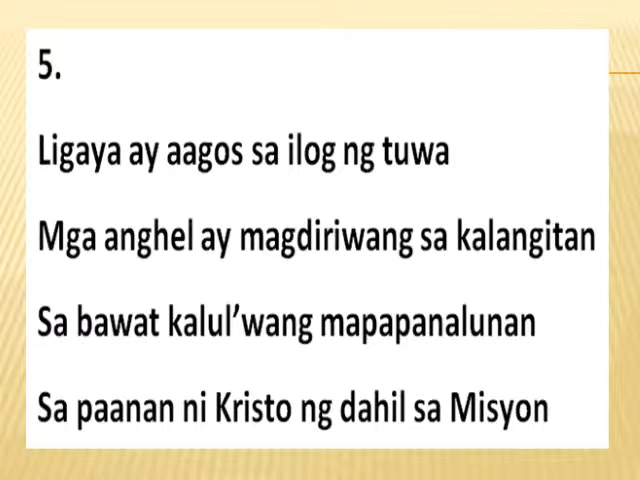 5.
Ligaya ay aagos sa ilog ng tuwa
Mga anghel ay magdiriwang sa kalangitan
Sa bawat kalul’wang mapapanalunan
Sa paanan ni Kristo ng dahil sa Misyon